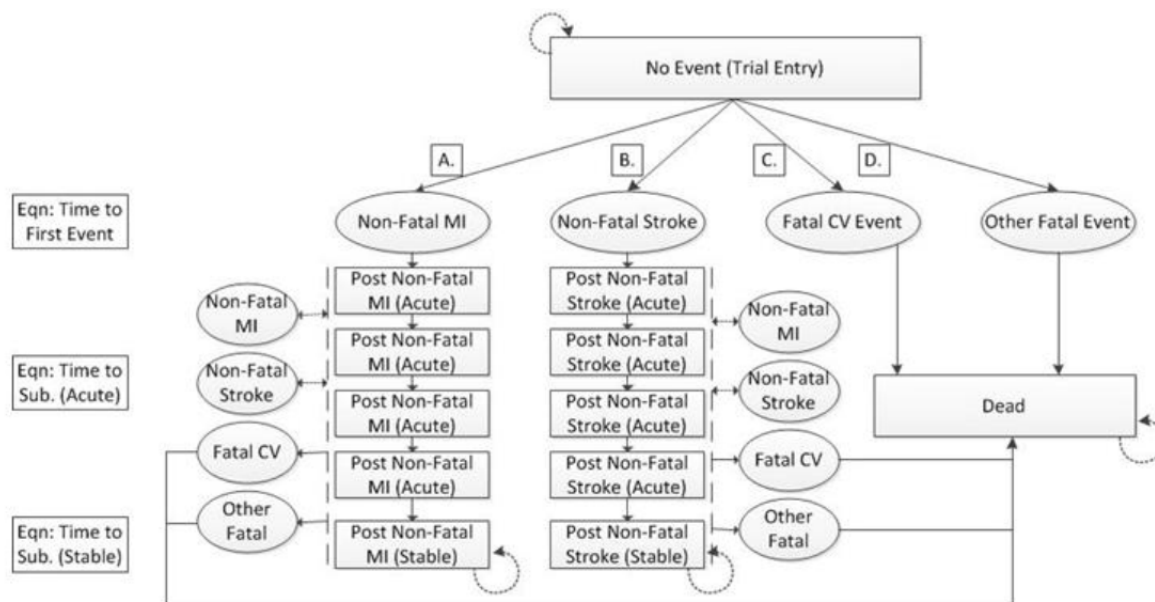 No Event (Trial Entry)
A.
B.
C.
D.
Eqn: Time to
First Event
Non-Fatal MI
Non-Fatal Stroke
Fatal CV Event
Other Fatal Event
Post Non-Fatal
MI (Acute)
Post Non-Fatal
Stroke (Acute)
Non-Fatal
MI
Non-Fatal
MI
Post Non-Fatal
MI (Acute)
Post Non-Fatal
Stroke (Acute)
Eqn: Time to
Sub. (Acute)
Non-Fatal
Stroke
Non-Fatal
Stroke
Dead
Post Non-Fatal
MI (Acute)
Post Non-Fatal
Stroke (Acute)
Fatal CV
Post Non-Fatal
MI (Acute)
Post Non-Fatal
Stroke (Acute)
Fatal CV
Other
Fatal
Other
Fatal
Eqn: Time to
Sub. (Stable)
Post Non-Fatal
MI (Stable)
Post Non-Fatal
Stroke (Stable)